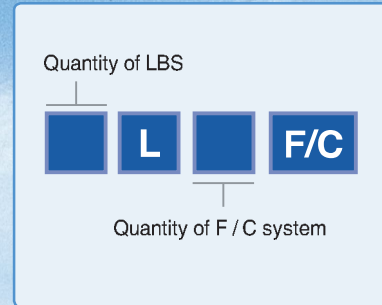 Quantity of LBS
L F/C
Quantity of F / C system